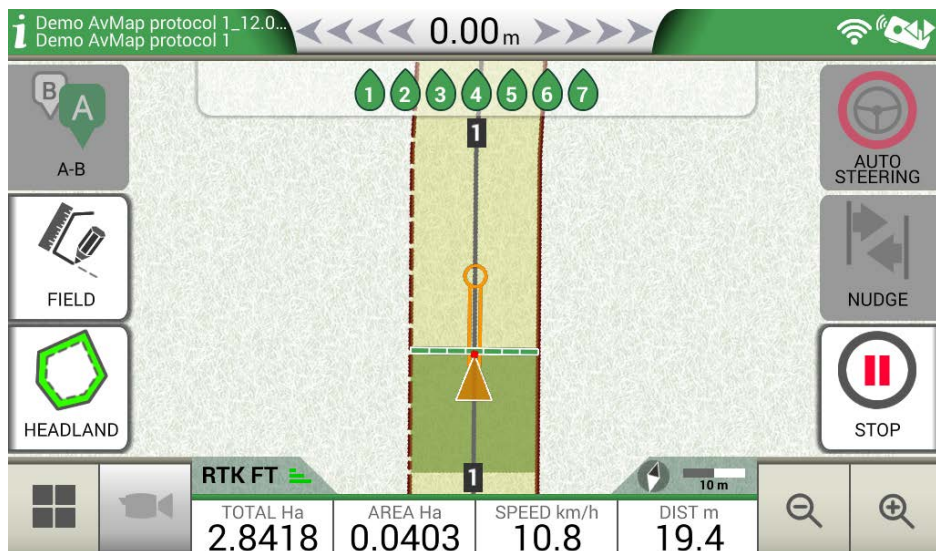 Demo AvMap protocol 1_12.0...
Demo AvMap protocol 1
0.00 m
B
A
A-B
1 2 3 4 5 6 7
1
AUTO
STEERING
FIELD
NUDGE
HEADLAND
STOP
RTK FT
1
10 m
TOTAL Ha
2.8418
AREA Ha
0.0403
SPEED km/h
10.8
DIST m
19.4